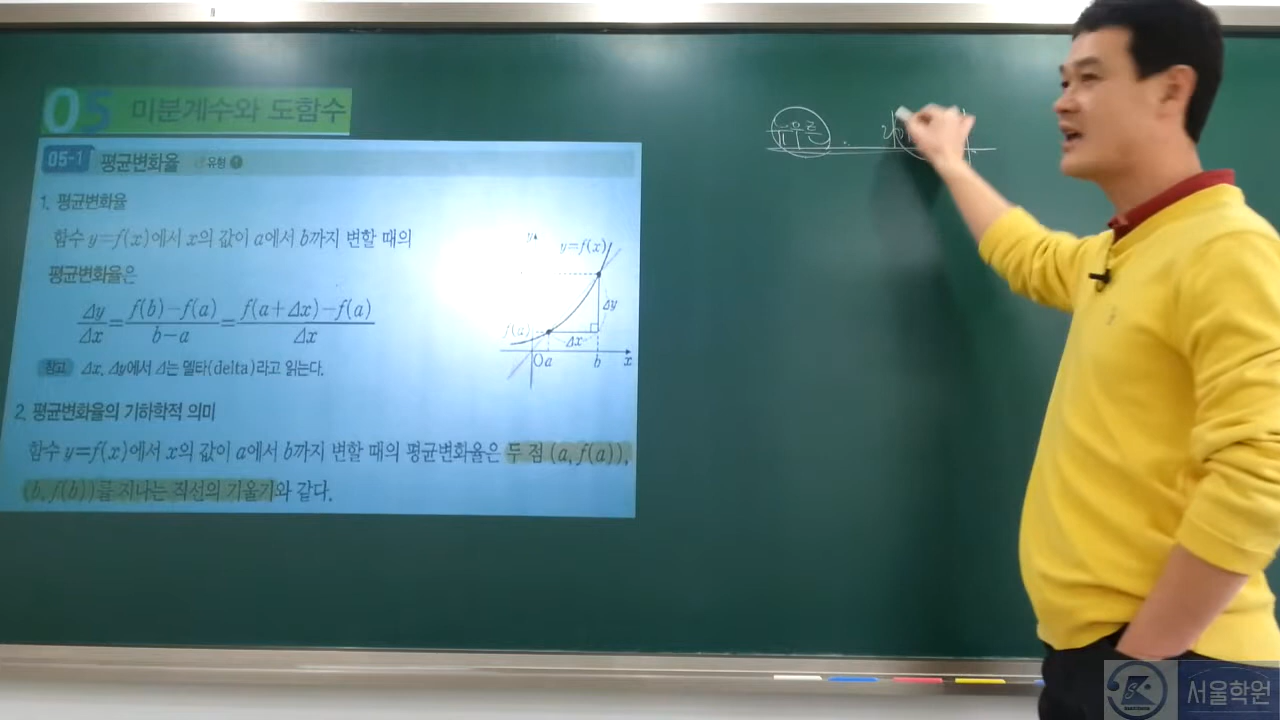 05 미분계수와 도함수
05-1 평균변화율 유형 1
1. 평균변화율
함수 y=f(x)에서 x의 값이 a에서 b까지 변할 때의
평균변화율은
Δy/Δx = f(b)-f(a)/b-a = f(a+Δx)-f(a)/Δx
참고 Δx, Δy에서 Δ는 델타(delta)라고 읽는다.
y
y=f(x)
Δy
f(a)
Δx
O a b x
2. 평균변화율의 기하학적 의미
함수 y=f(x)에서 x의 값이 a에서 b까지 변할 때의 평균변화율은 두 점 (a, f(a)),
(b, f(b))를 지나는 직선의 기울기와 같다.
서울학원